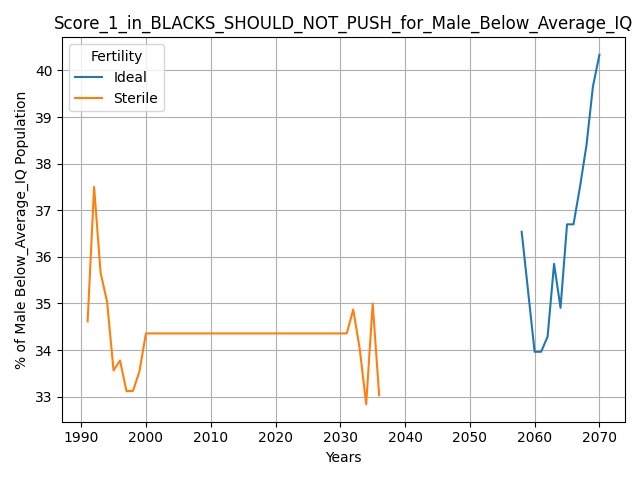 Score_1_in_BLACKS_SHOULD_NOT_PUSH_for_Male_Below_Average_IQ
Fertility
Ideal
Sterile
% of Male Below_Average_IQ Population
40
39
38
37
36
35
34
33
1990 2000 2010 2020 2030 2040 2050 2060 2070
Years